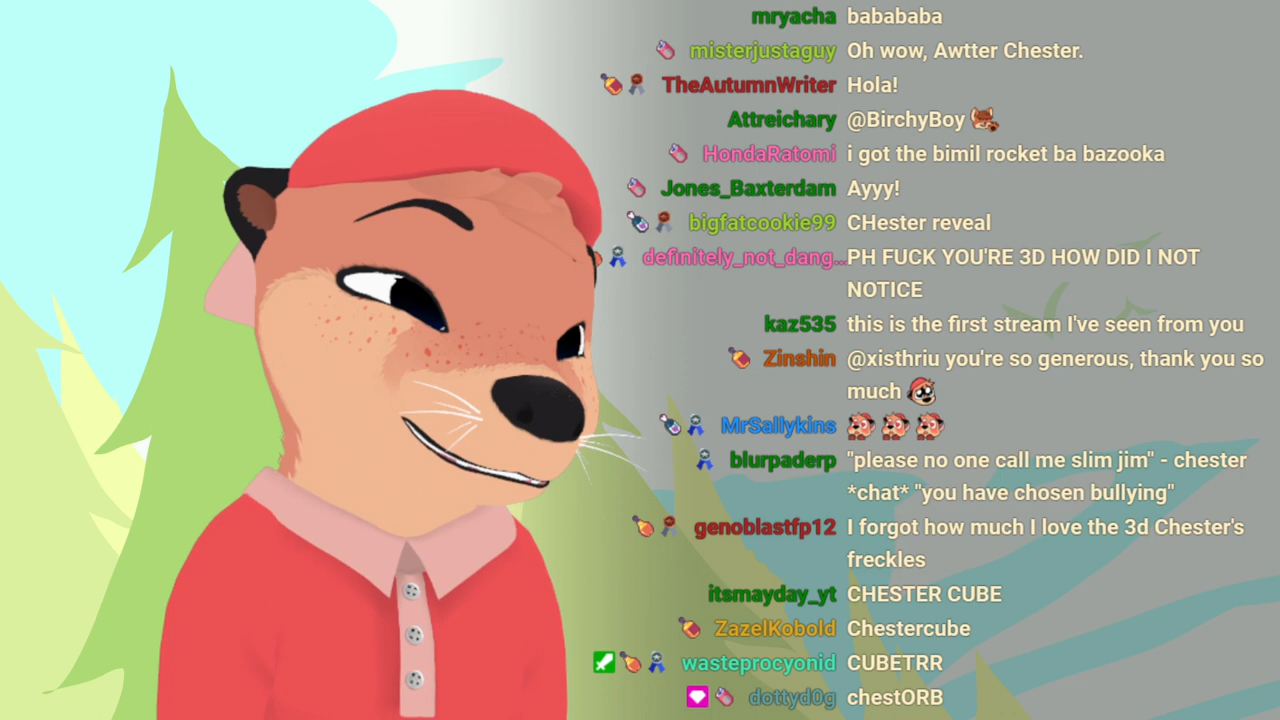 mryacha babababa
misterjustaguy Oh wow, Awtter Chester.
TheAutumnWriter Hola!
Attreichary @BirchyBoy
HondaRatomi i got the bimil rocket ba bazooka
Jones_Baxterdam Ayyy!
bigfatcookie99 CHester reveal
definitely_not_dang... PH FUCK YOU'RE 3D HOW DID I NOT
NOTICE
kaz535 this is the first stream I've seen from you
Zinshin @xisthriu you're so generous, thank you so
much
MrSallykins
blurpaderp "please no one call me slim jim" - chester
*chat* "you have chosen bullying"
genoblastfp12 I forgot how much I love the 3d Chester's
freckles
itsmayday_yt CHESTER CUBE
ZazelKobold Chestercube
wasteprocyonid CUBETRR
dottyd0g chestORB